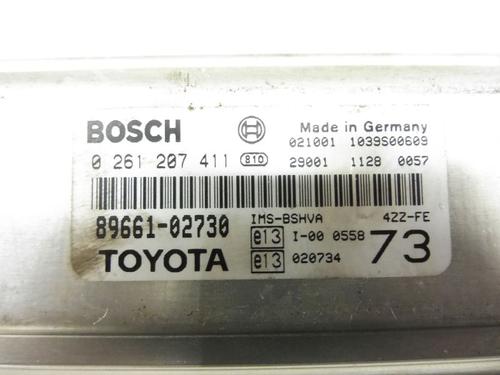 BOSCH
Made in Germany
021001 1039S00609
0 261 207 411 810
29001 1128 0057
89661-02730
IMS-BSHVA 4ZZ-FE
e13 I-00 0558
TOYOTA
e13 020734
73